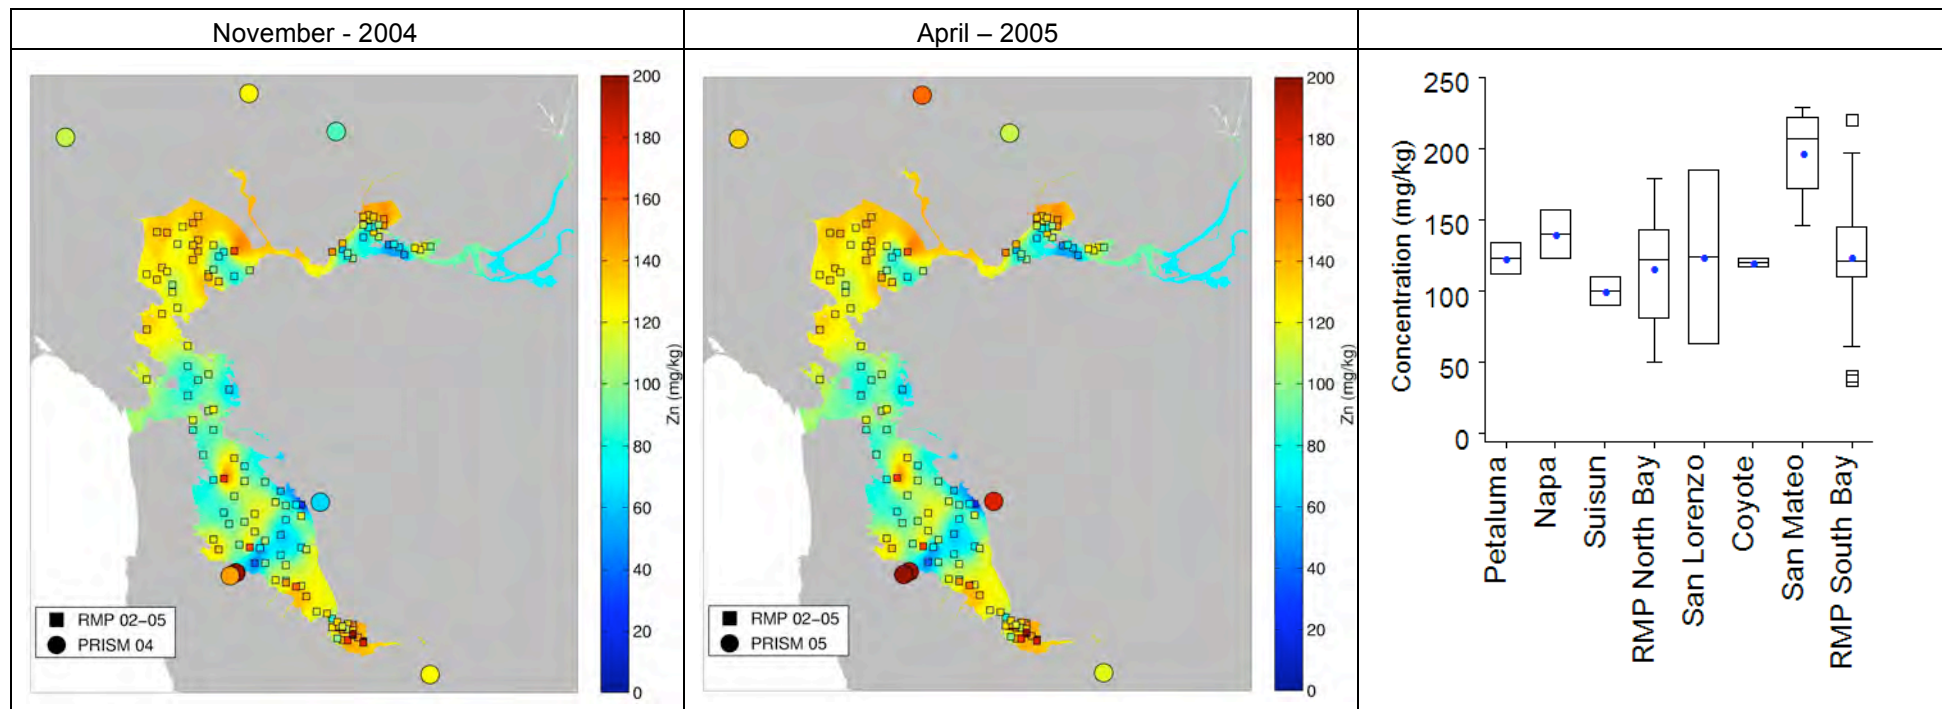 November - 2004
April – 2005
200
180
160
140
120
100
80
60
40
20
0
Zn (mg/kg)
RMP 02-05
PRISM 04
200
180
160
140
120
100
80
60
40
20
0
Zn (mg/kg)
RMP 02-05
PRISM 05
250
200
150
100
50
0
Concentration (mg/kg)
Petaluma
Napa
Suisun
RMP North Bay
San Lorenzo
Coyote
San Mateo
RMP South Bay